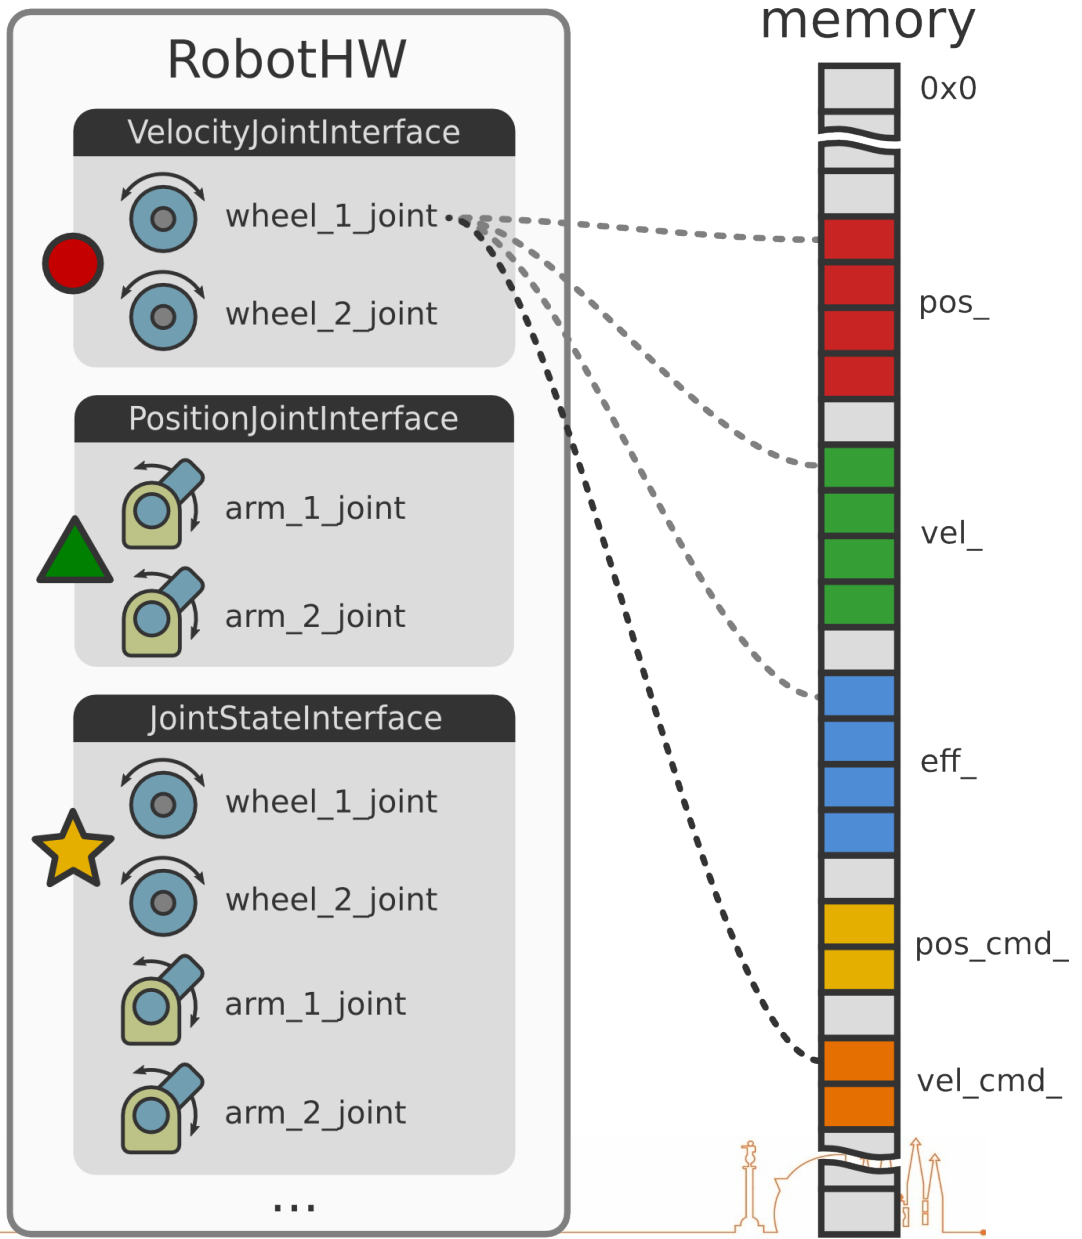 RobotHW
VelocityJointInterface
wheel_1_joint
wheel_2_joint
PositionJointInterface
arm_1_joint
arm_2_joint
JointStateInterface
wheel_1_joint
wheel_2_joint
arm_1_joint
arm_2_joint
...
memory
0x0
pos_
vel_
eff_
pos_cmd_
vel_cmd_